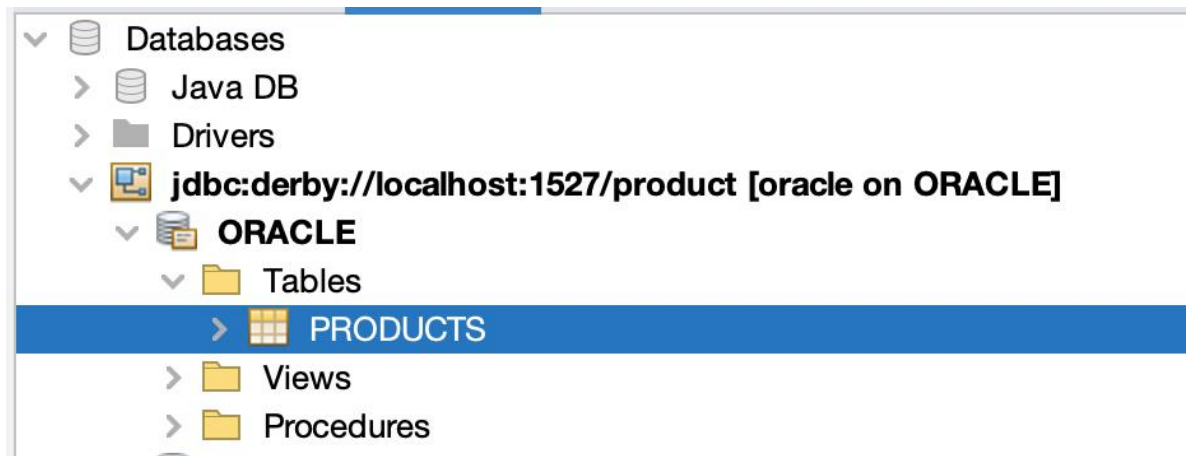 Databases
Java DB
Drivers
jdbc:derby://localhost:1527/product [oracle on ORACLE]
ORACLE
Tables
PRODUCTS
Views
Procedures